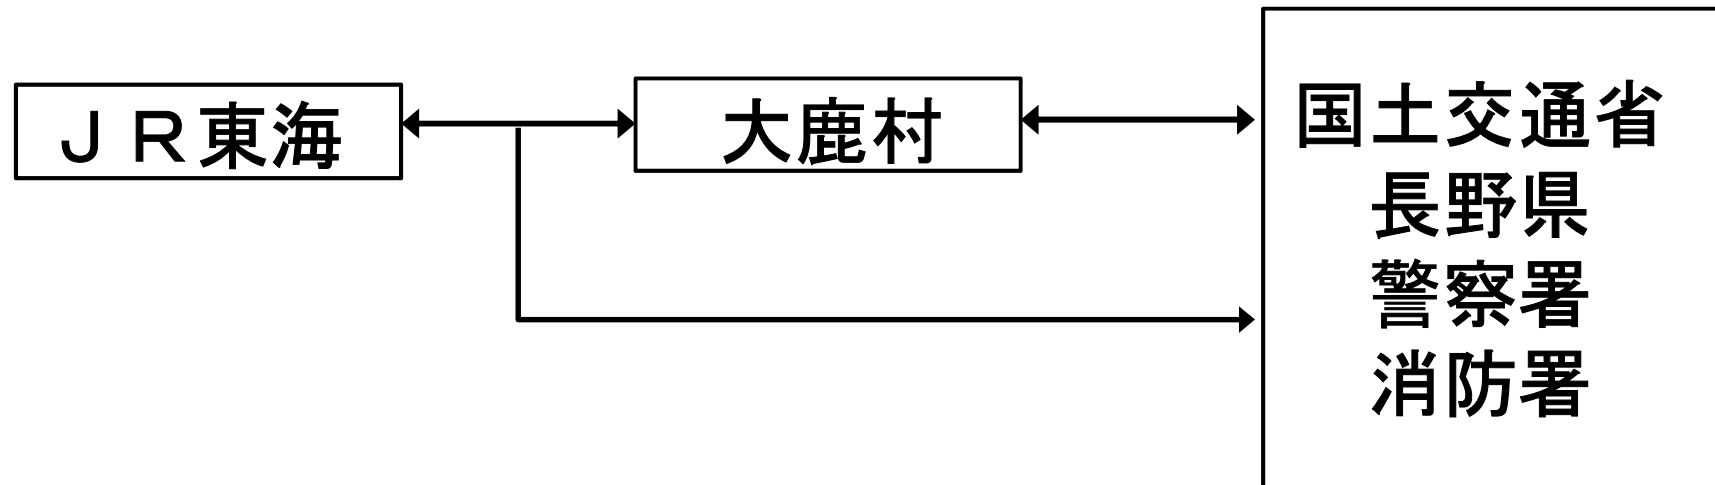 ＪＲ東海
大鹿村
国土交通省
長野県
警察署
消防署